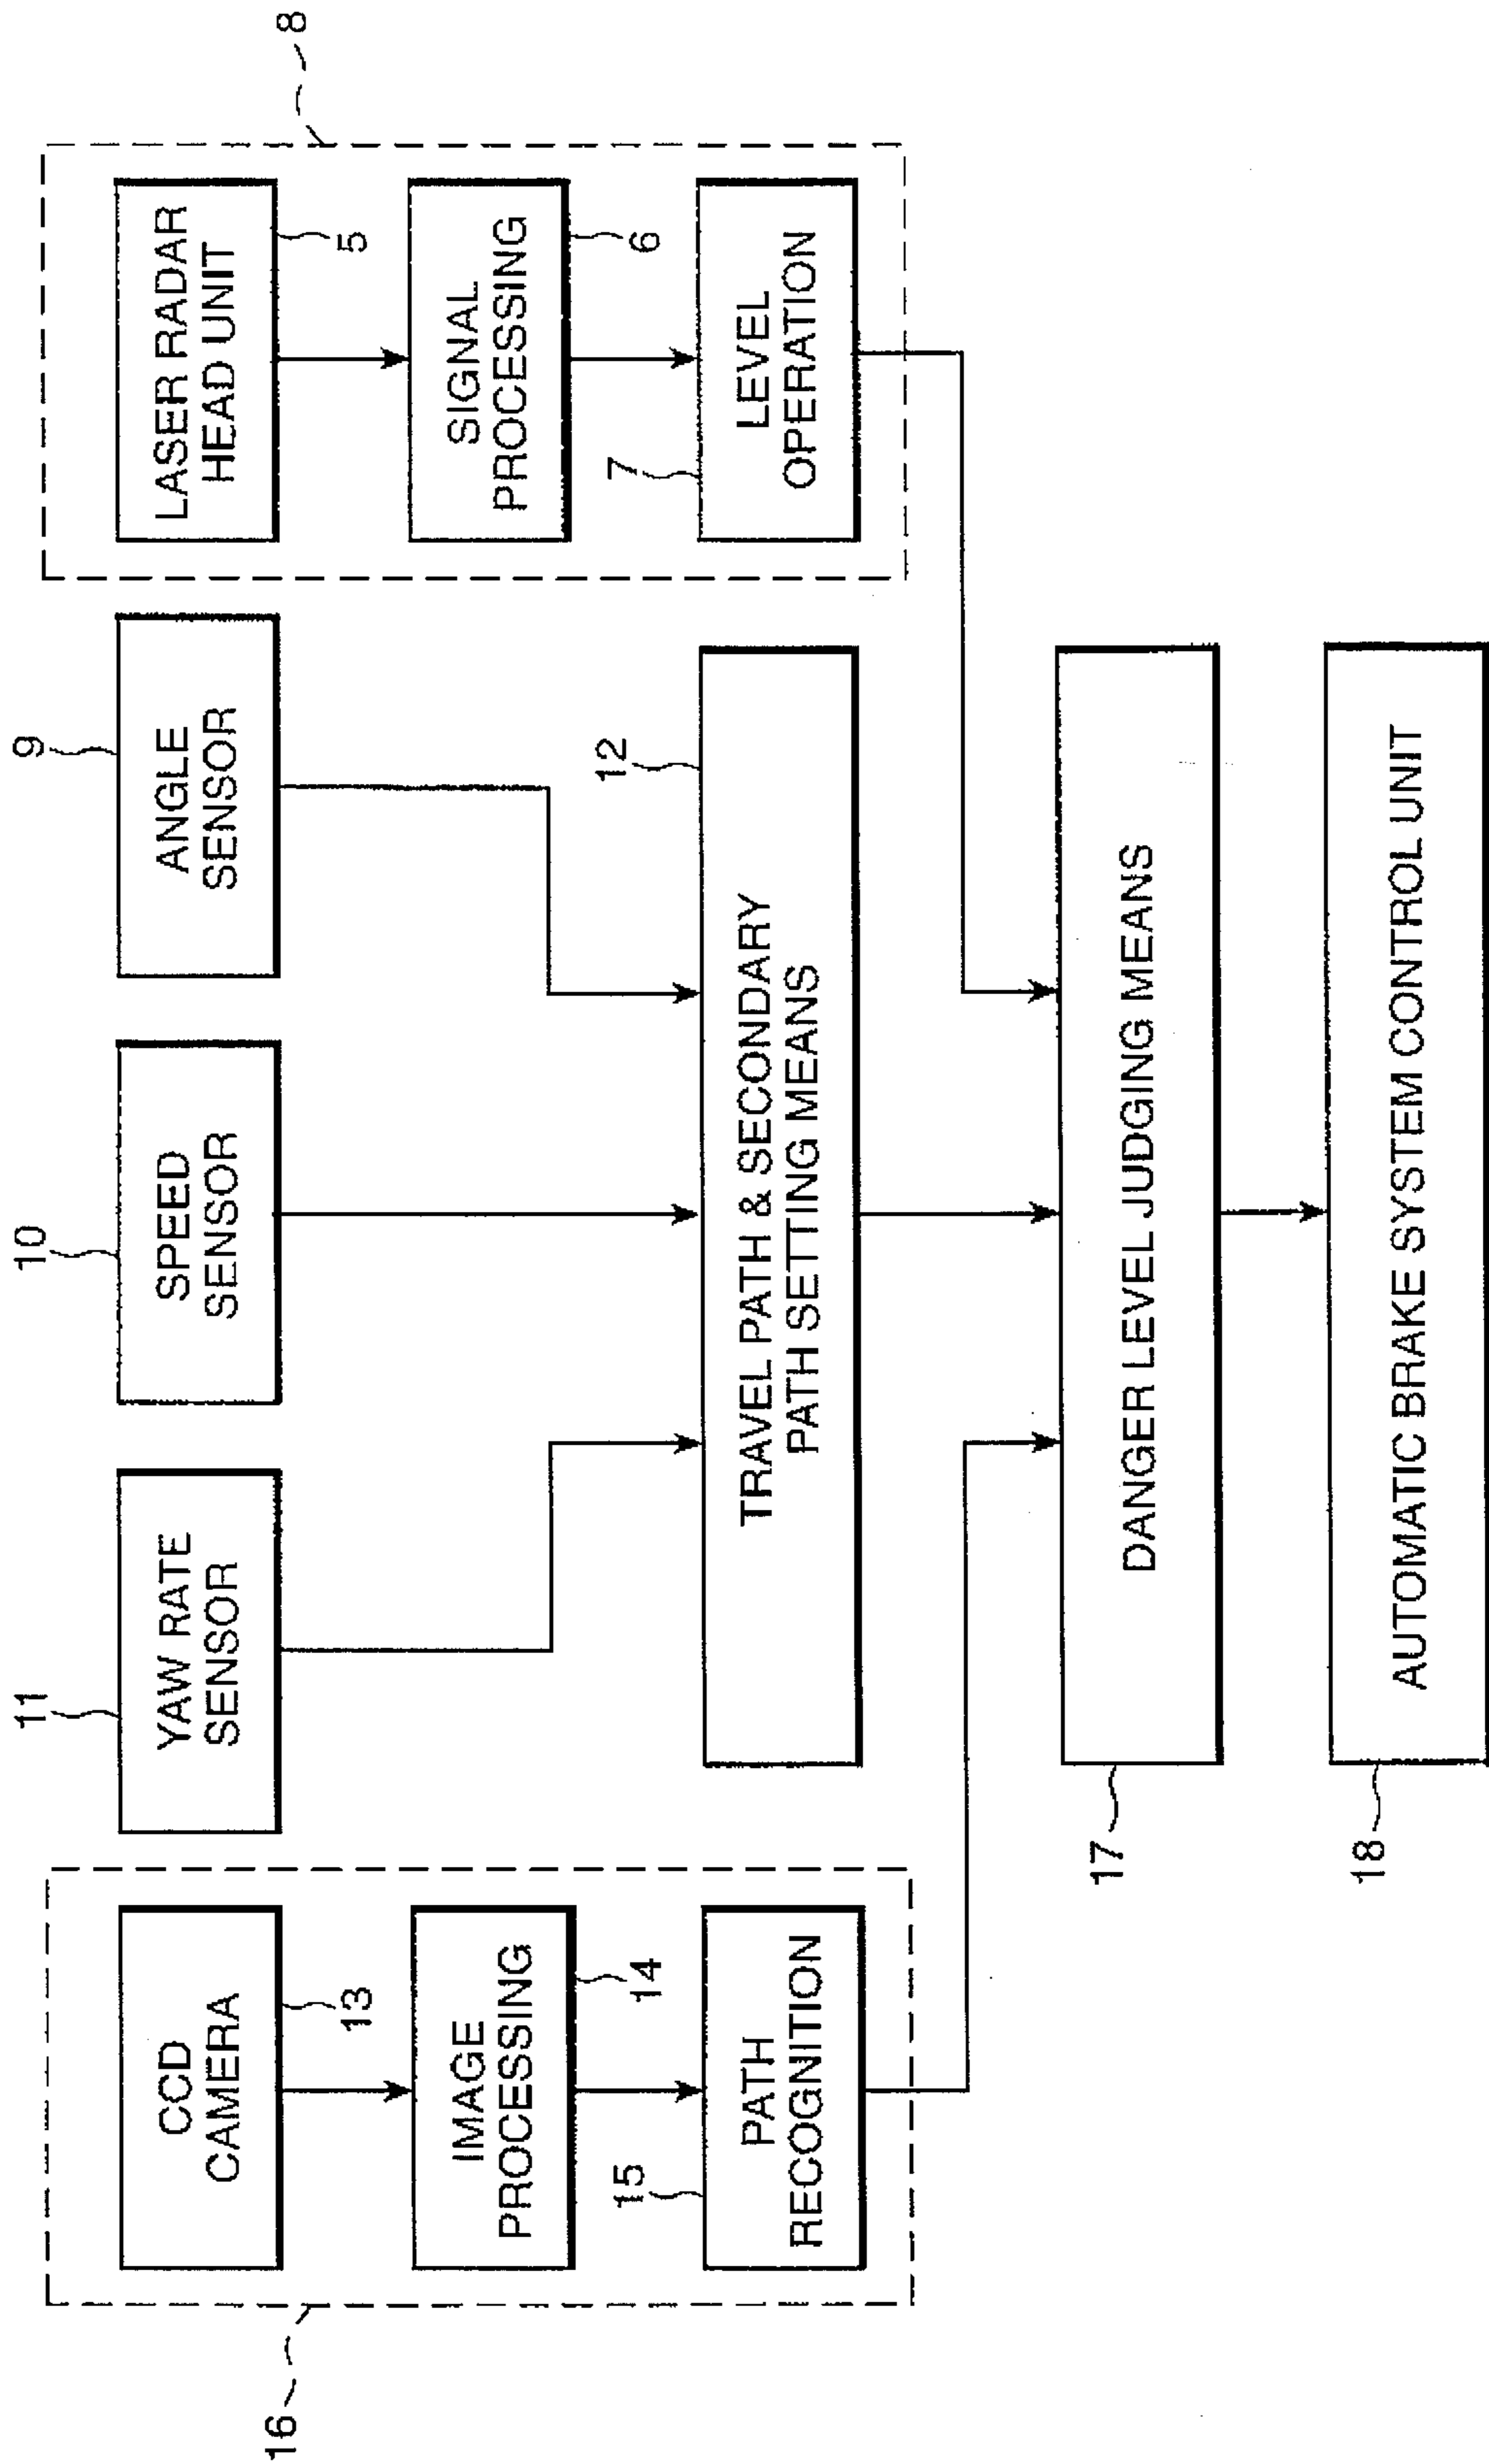 16
CCD
CAMERA
13
IMAGE
PROCESSING
14
15
PATH
RECOGNITION
11
YAW RATE
SENSOR
10
SPEED
SENSOR
9
ANGLE
SENSOR
8
LASER RADAR
HEAD UNIT
5
SIGNAL
PROCESSING
6
7
LEVEL
OPERATION
12
TRAVEL PATH & SECONDARY
PATH SETTING MEANS
DANGER LEVEL JUDGING MEANS
17
AUTOMATIC BRAKE SYSTEM CONTROL UNIT
18